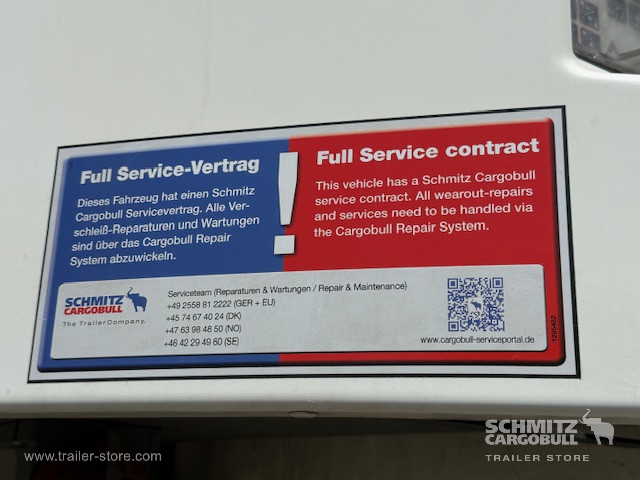 Full Service-Vertrag
Dieses Fahrzeug hat einen Schmitz
Cargobull Servicevertrag. Alle Ver-
schleiß-Reparaturen und Wartungen
sind über das Cargobull Repair
System abzuwickeln.
!
Full Service contract
This vehicle has a Schmitz Cargobull
service contract. All wearout-repairs
and services need to be handled via
the Cargobull Repair System.
SCHMITZ
CARGOBULL
The Trailer Company.
Serviceteam (Reparaturen & Wartungen / Repair & Maintenance)
+49 2558 81 2222 (GER + EU)
+45 74 67 40 24 (DK)
+47 63 98 48 50 (NO)
+46 42 29 49 60 (SE)
www.cargobull-serviceportal.de
1205482
www.trailer-store.com
SCHMITZ
CARGOBULL
TRAILER STORE